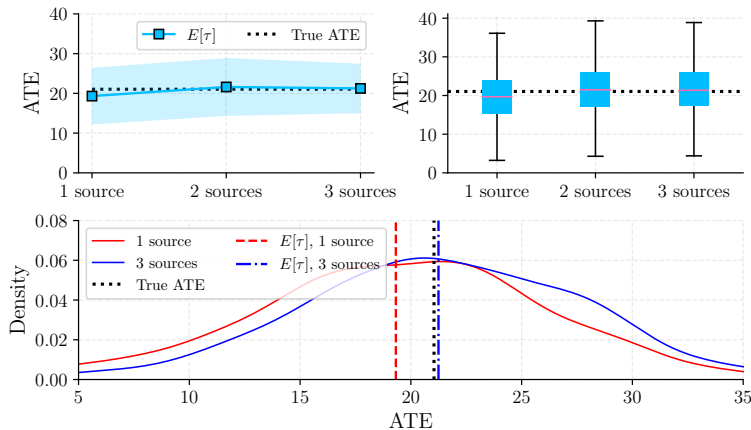 40
30
20
10
0
ATE
E[τ]
True ATE
1 source
2 sources
3 sources
40
30
20
10
0
ATE
1 source
2 sources
3 sources
0.08
0.06
0.04
0.02
0.00
Density
1 source
3 sources
True ATE
E[τ], 1 source
E[τ], 3 sources
5
10
15
20
25
30
35
ATE